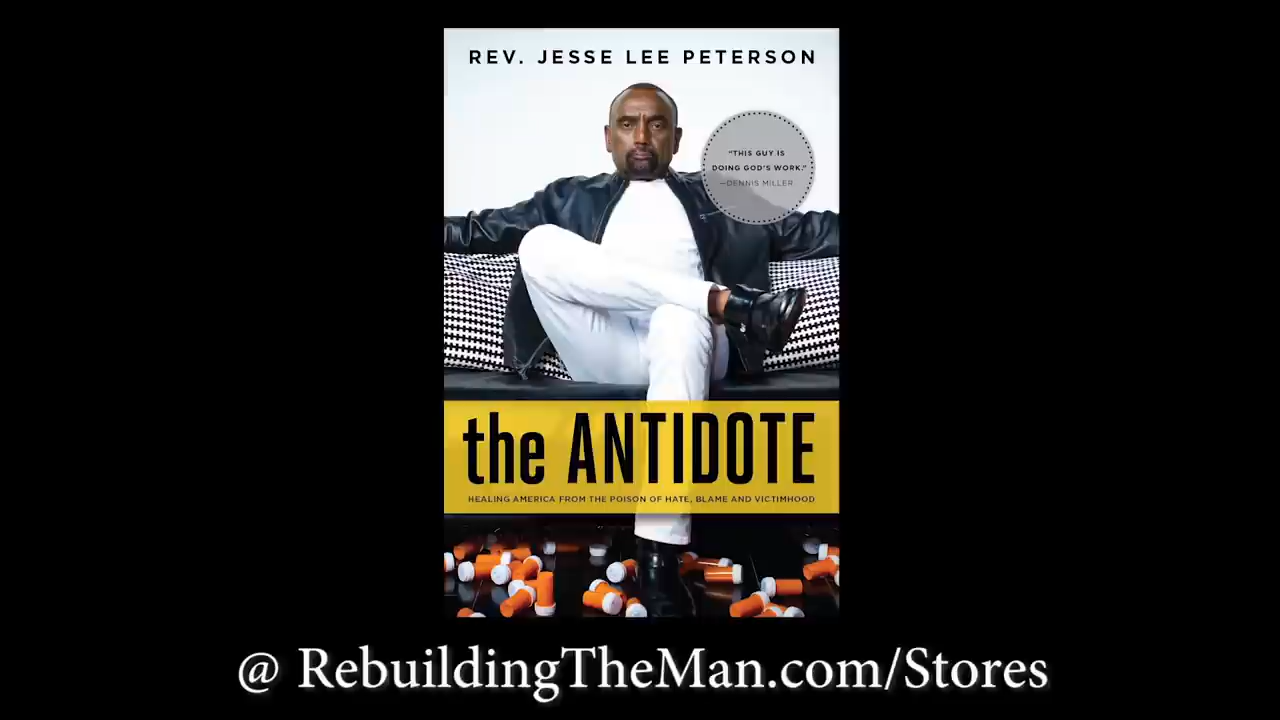 REV. JESSE LEE PETERSON
"THIS GUY IS
DOING GOD'S WORK."
—DENNIS MILLER
the ANTIDOTE
HEALING AMERICA FROM THE POISON OF HATE, BLAME AND VICTIMHOOD
@ RebuildingTheMan.com/Stores